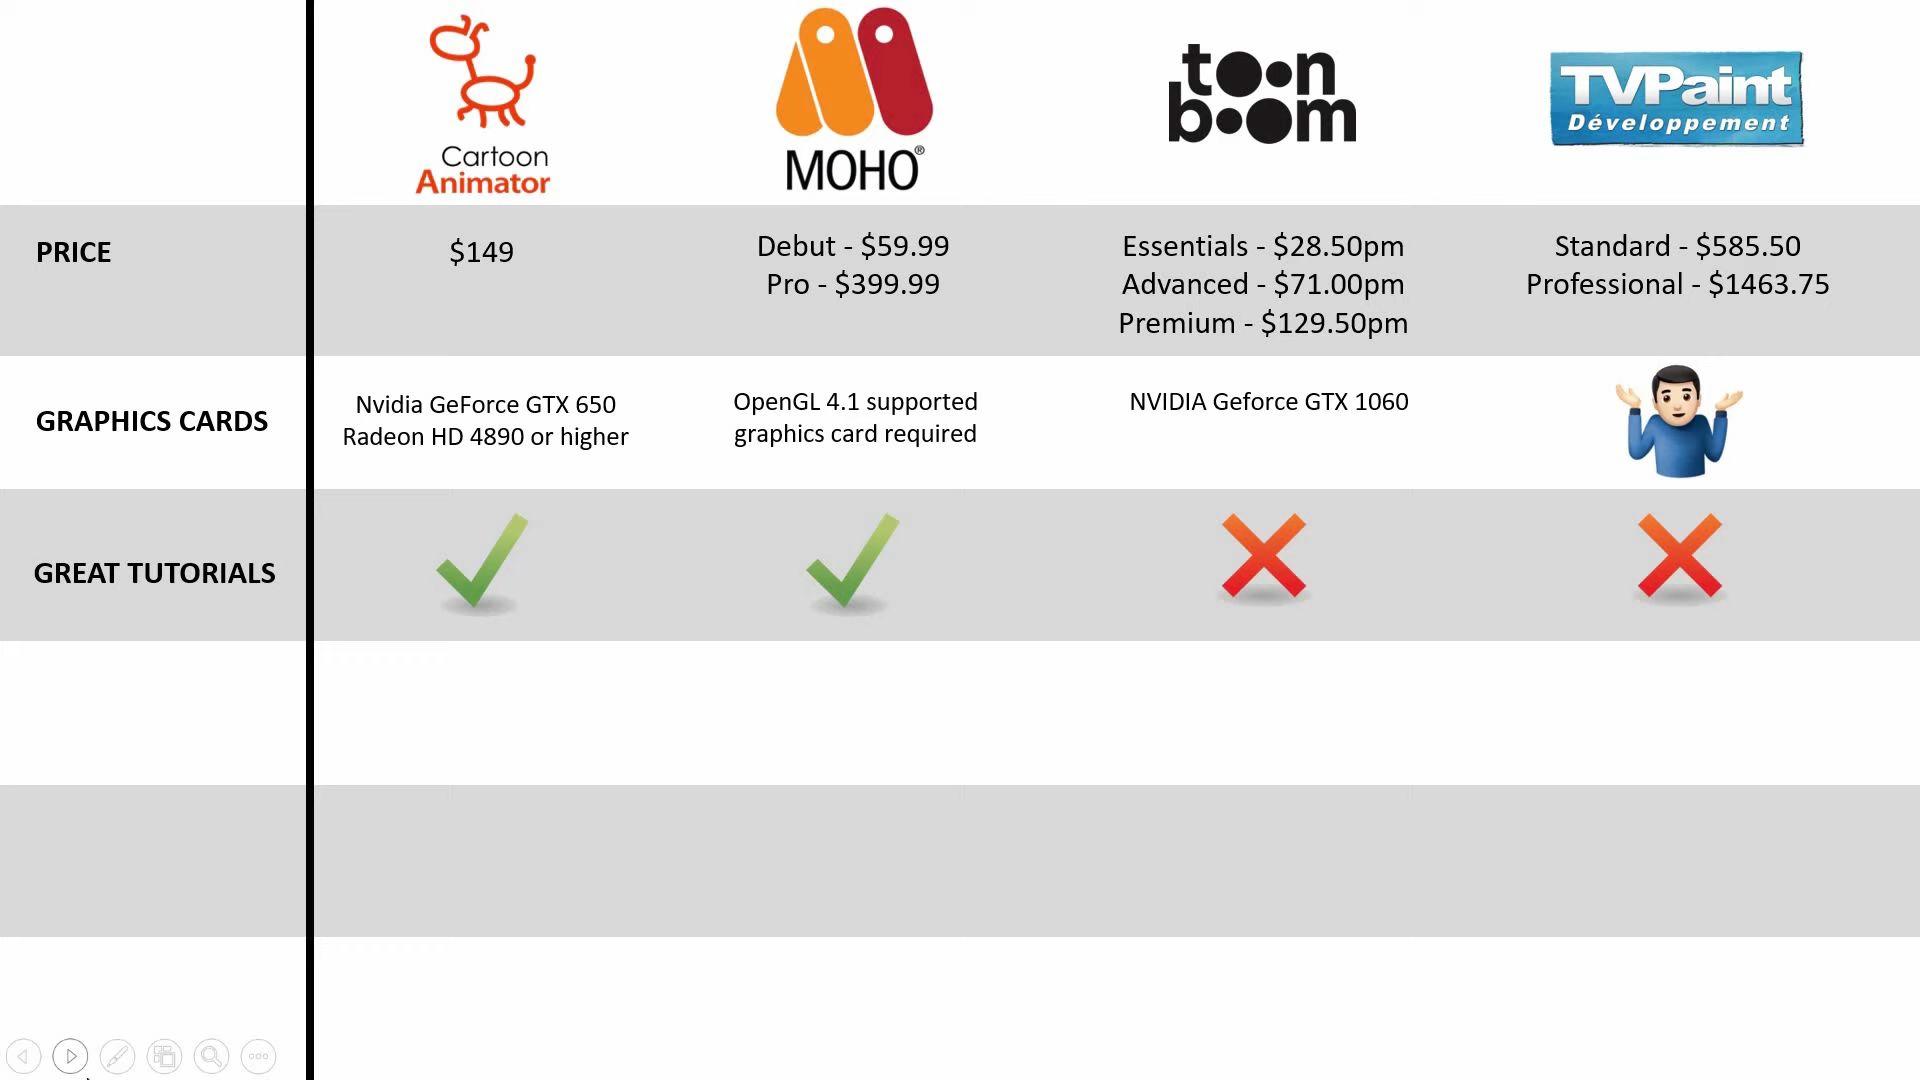 Cartoon
Animator
MOHO®
toon
boom
TVPaint
Développement
PRICE
$149
Debut - $59.99
Pro - $399.99
Essentials - $28.50pm
Advanced - $71.00pm
Premium - $129.50pm
Standard - $585.50
Professional - $1463.75
GRAPHICS CARDS
Nvidia GeForce GTX 650
Radeon HD 4890 or higher
OpenGL 4.1 supported
graphics card required
NVIDIA Geforce GTX 1060
GREAT TUTORIALS